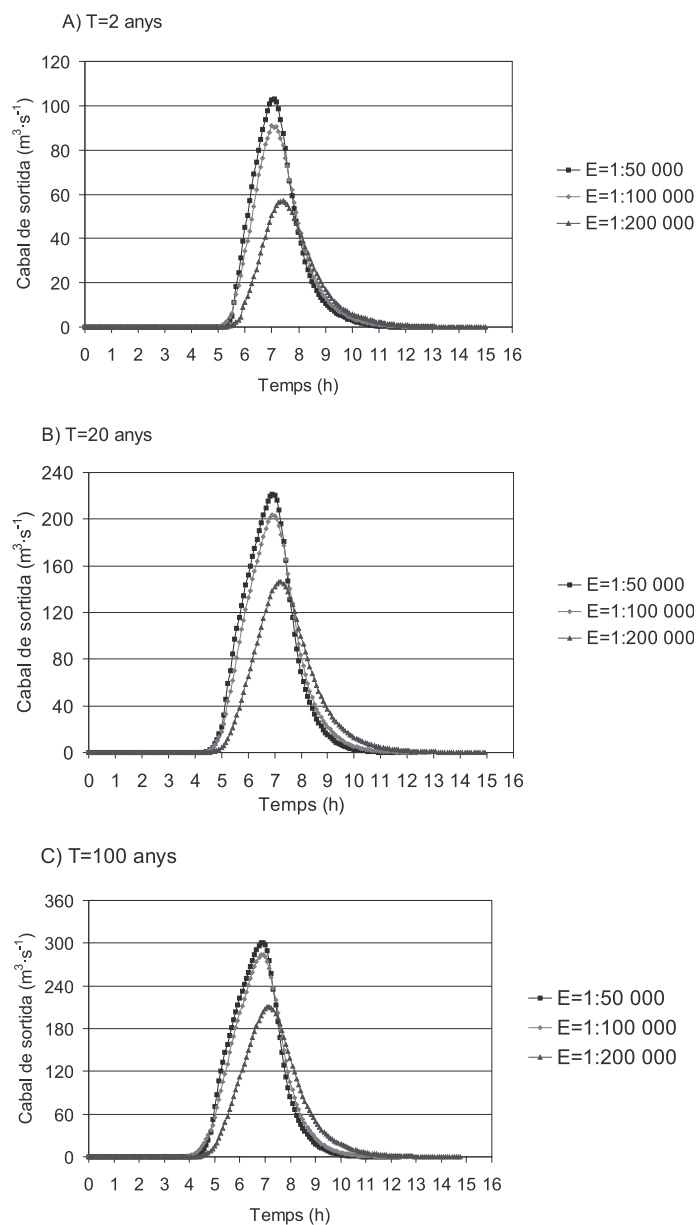 A) T=2 anys
120
100
80
60
40
20
0
Cabal de sortida (m³·s⁻¹)
0 1 2 3 4 5 6 7 8 9 10 11 12 13 14 15 16
Temps (h)
E=1:50 000
E=1:100 000
E=1:200 000
B) T=20 anys
240
200
160
120
80
40
0
Cabal de sortida (m³·s⁻¹)
0 1 2 3 4 5 6 7 8 9 10 11 12 13 14 15 16
Temps (h)
E=1:50 000
E=1:100 000
E=1:200 000
C) T=100 anys
360
300
240
180
120
60
0
Cabal de sortida (m³·s⁻¹)
0 1 2 3 4 5 6 7 8 9 10 11 12 13 14 15 16
Temps (h)
E=1:50 000
E=1:100 000
E=1:200 000